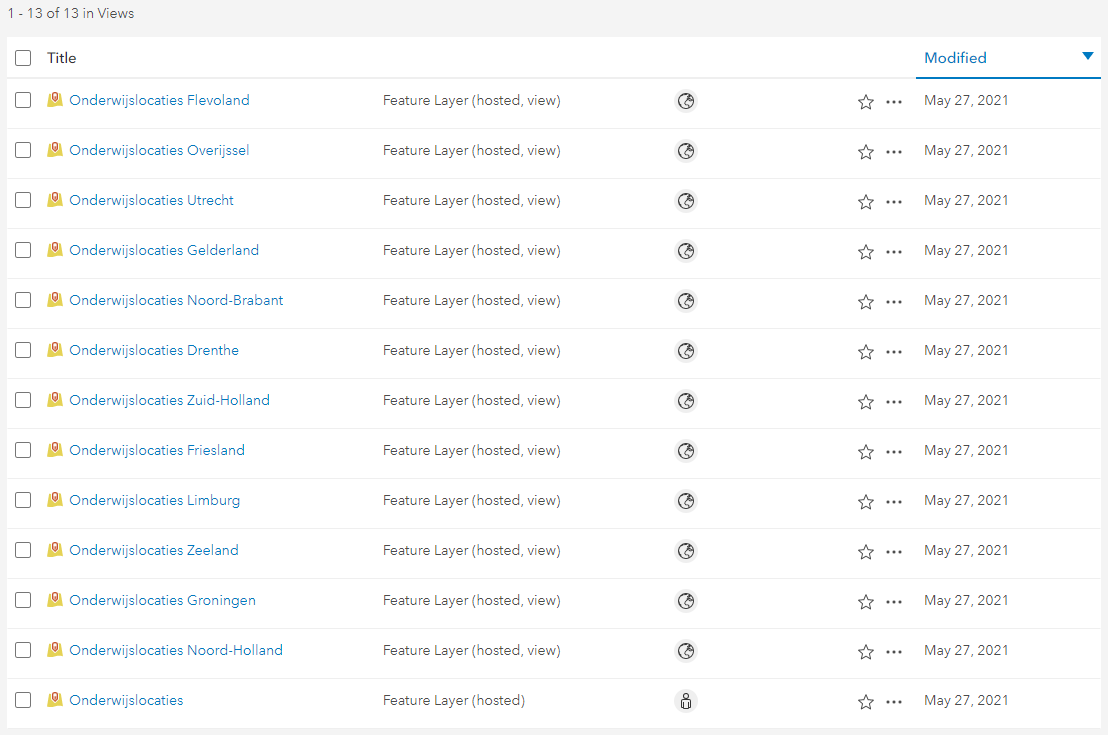 1 - 13 of 13 in Views
Title Modified
Onderwijslocaties Flevoland Feature Layer (hosted, view) May 27, 2021
Onderwijslocaties Overijssel Feature Layer (hosted, view) May 27, 2021
Onderwijslocaties Utrecht Feature Layer (hosted, view) May 27, 2021
Onderwijslocaties Gelderland Feature Layer (hosted, view) May 27, 2021
Onderwijslocaties Noord-Brabant Feature Layer (hosted, view) May 27, 2021
Onderwijslocaties Drenthe Feature Layer (hosted, view) May 27, 2021
Onderwijslocaties Zuid-Holland Feature Layer (hosted, view) May 27, 2021
Onderwijslocaties Friesland Feature Layer (hosted, view) May 27, 2021
Onderwijslocaties Limburg Feature Layer (hosted, view) May 27, 2021
Onderwijslocaties Zeeland Feature Layer (hosted, view) May 27, 2021
Onderwijslocaties Groningen Feature Layer (hosted, view) May 27, 2021
Onderwijslocaties Noord-Holland Feature Layer (hosted, view) May 27, 2021
Onderwijslocaties Feature Layer (hosted) May 27, 2021